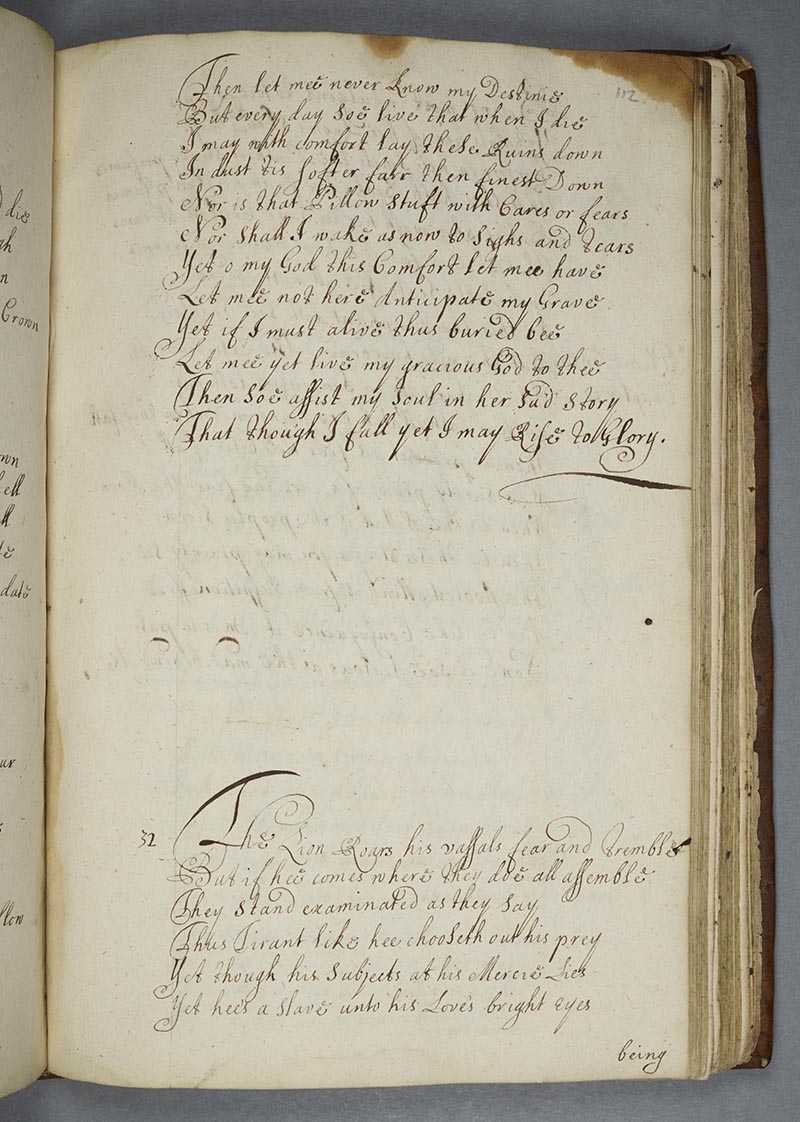 112
Then let mee never know my Destinie
But every day soe live that when I die
I may with comfort lay these Ruins down
In dust tis softer farr then finest Down
Nor is that Pillow stuft with Cares or fears
Nor shall I wake as now to sighs and tears
Yet o my God this Comfort let mee have
Let mee not here Anticipate my Grave
Yet if I must alive thus buried bee
Let mee yet live my gracious God to thee
Then soe assist my soul in her sad story
That though I fall yet I may Rise to Glory.
32 The Lion Roars his vassals fear and tremble
But if hee comes where they doe all assemble
They stand examinated as they say
Thus Tirant like hee chooseth out his prey
Yet though his Subjects at his Mercie Lies
Yet hee's a slave unto his Love's bright eyes
being
die
Crown
ell
date